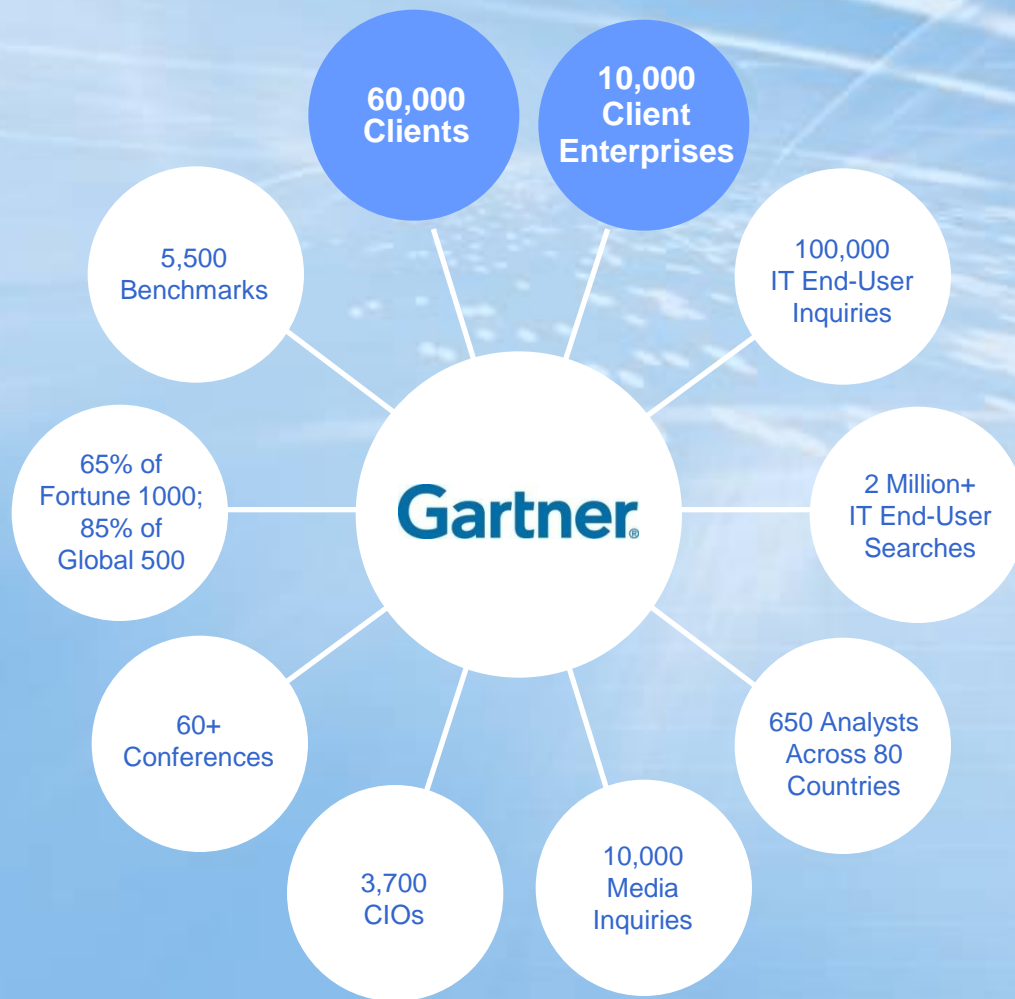 60,000
Clients
10,000
Client
Enterprises
5,500
Benchmarks
100,000
IT End-User
Inquiries
65% of
Fortune 1000;
85% of
Global 500
Gartner®
2 Million+
IT End-User
Searches
60+
Conferences
650 Analysts
Across 80
Countries
3,700
CIOs
10,000
Media
Inquiries